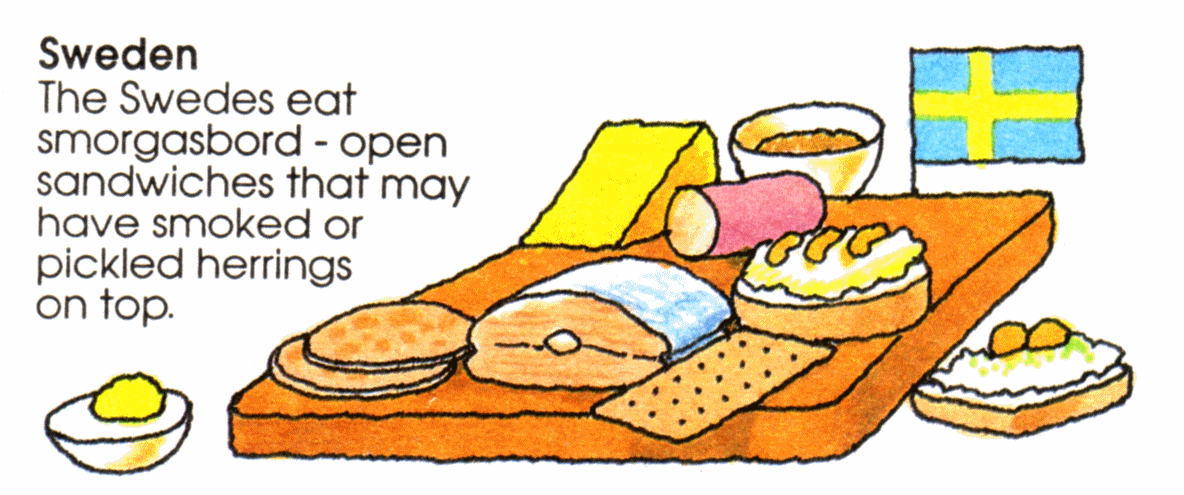 Sweden
The Swedes eat
smorgasbord - open
sandwiches that may
have smoked or
pickled herrings
on top.